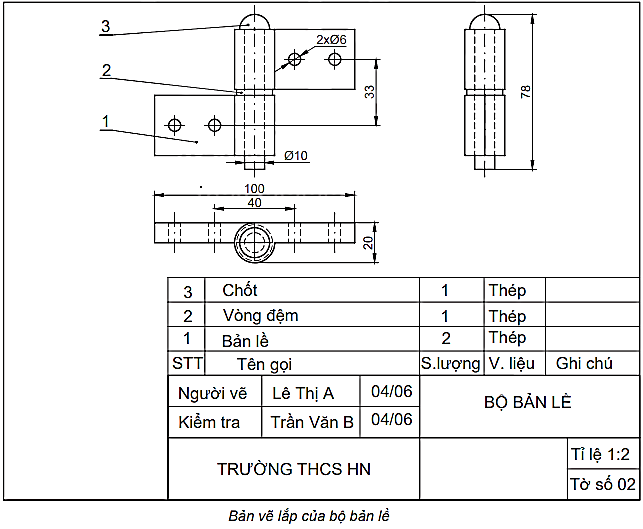 3
2xØ6
2
33
78
1
Ø10
100
40
20
3 Chốt 1 Thép
2 Vòng đệm 1 Thép
1 Bản lề 2 Thép
STT Tên gọi S.lượng V. liệu Ghi chú
Người vẽ Lê Thị A 04/06 BỘ BẢN LỀ
Kiểm tra Trần Văn B 04/06
TRƯỜNG THCS HN Tỉ lệ 1:2
Tờ số 02
Bản vẽ lắp của bộ bản lề